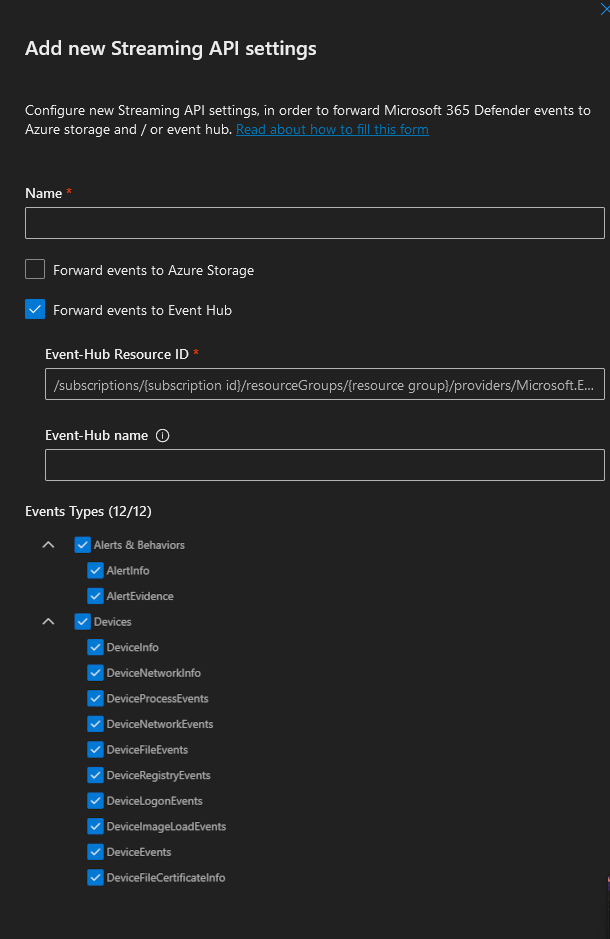 Add new Streaming API settings
Configure new Streaming API settings, in order to forward Microsoft 365 Defender events to
Azure storage and / or event hub. Read about how to fill this form
Name *
Forward events to Azure Storage
Forward events to Event Hub
Event-Hub Resource ID *
/subscriptions/{subscription id}/resourceGroups/{resource group}/providers/Microsoft.E...
Event-Hub name
Events Types (12/12)
Alerts & Behaviors
AlertInfo
AlertEvidence
Devices
DeviceInfo
DeviceNetworkInfo
DeviceProcessEvents
DeviceNetworkEvents
DeviceFileEvents
DeviceRegistryEvents
DeviceLogonEvents
DeviceImageLoadEvents
DeviceEvents
DeviceFileCertificateInfo